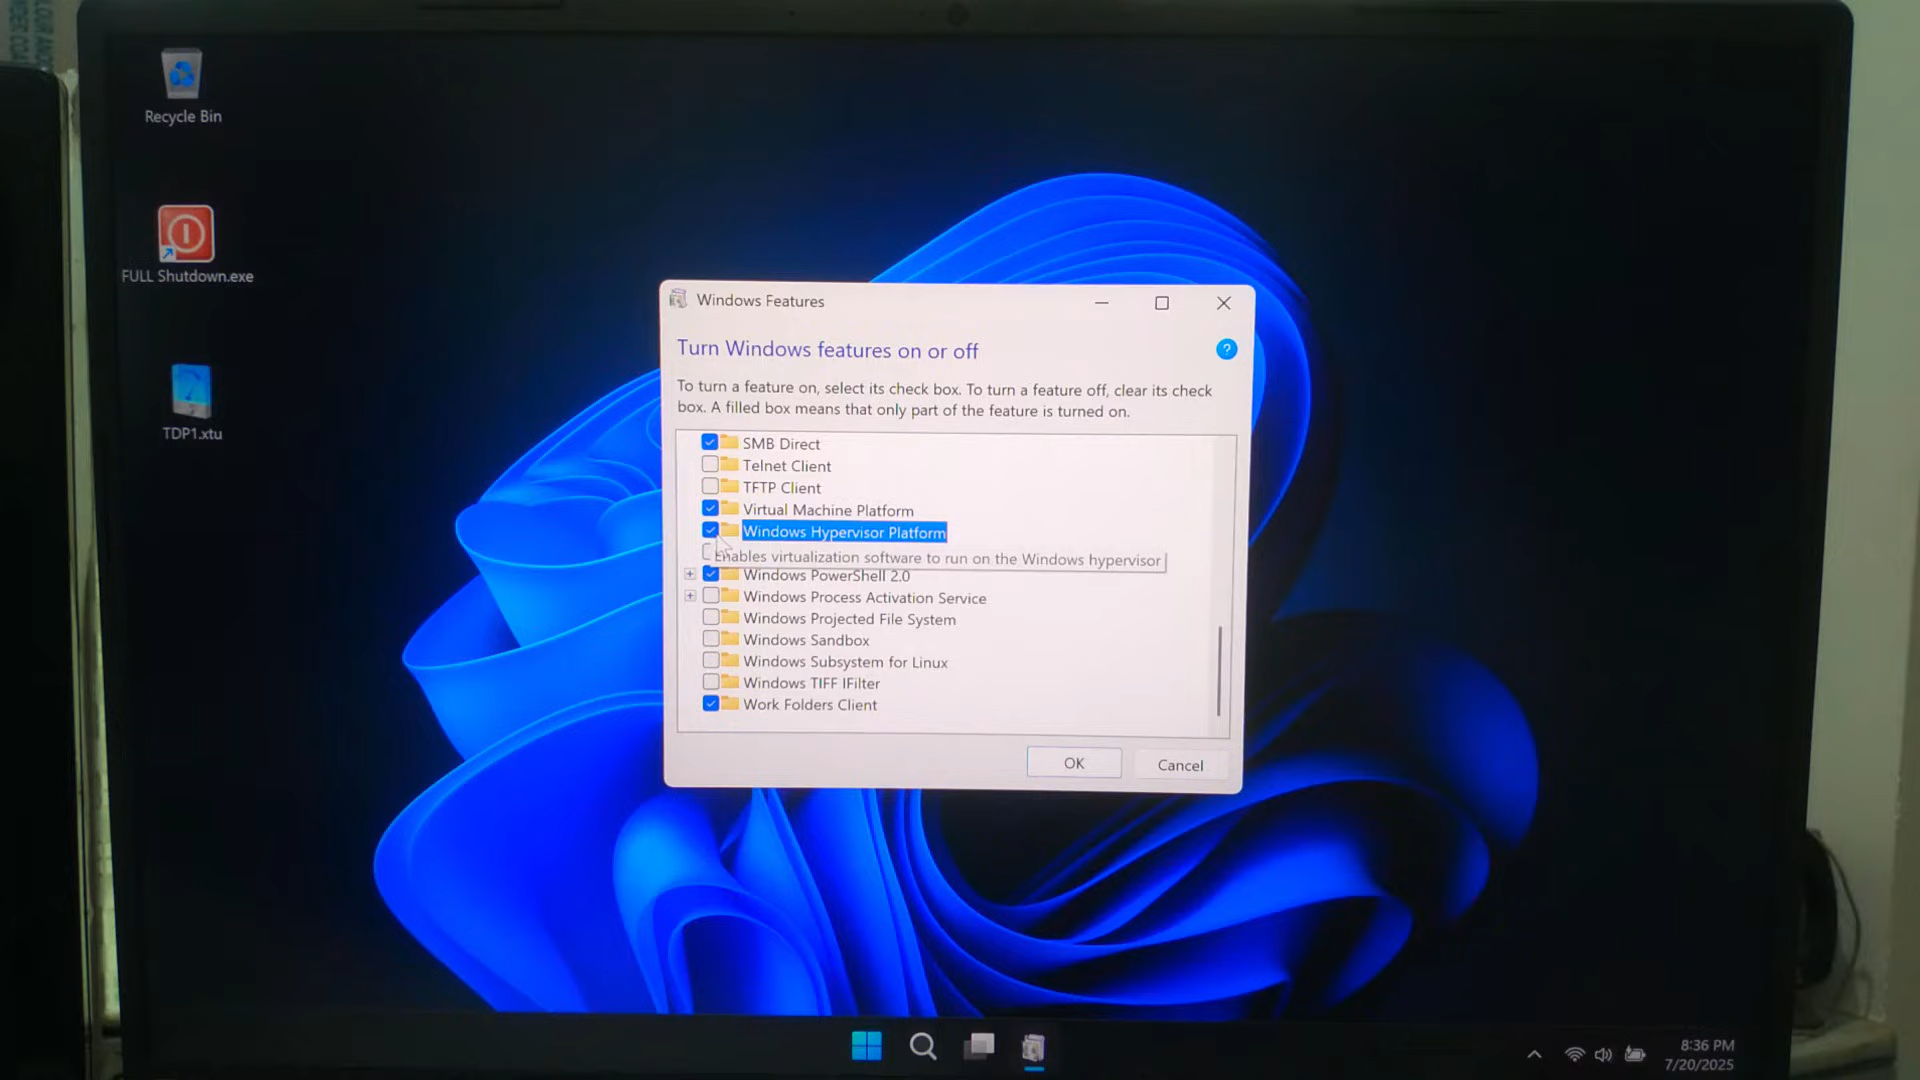 Recycle Bin
FULL Shutdown.exe
TDP1.xtu
Windows Features
Turn Windows features on or off
?
To turn a feature on, select its check box. To turn a feature off, clear its check
box. A filled box means that only part of the feature is turned on.
SMB Direct
Telnet Client
TFTP Client
Virtual Machine Platform
Windows Hypervisor Platform
Enables virtualization software to run on the Windows hypervisor
Windows PowerShell 2.0
Windows Process Activation Service
Windows Projected File System
Windows Sandbox
Windows Subsystem for Linux
Windows TIFF IFilter
Work Folders Client
OK
Cancel
8:36 PM
7/20/2025